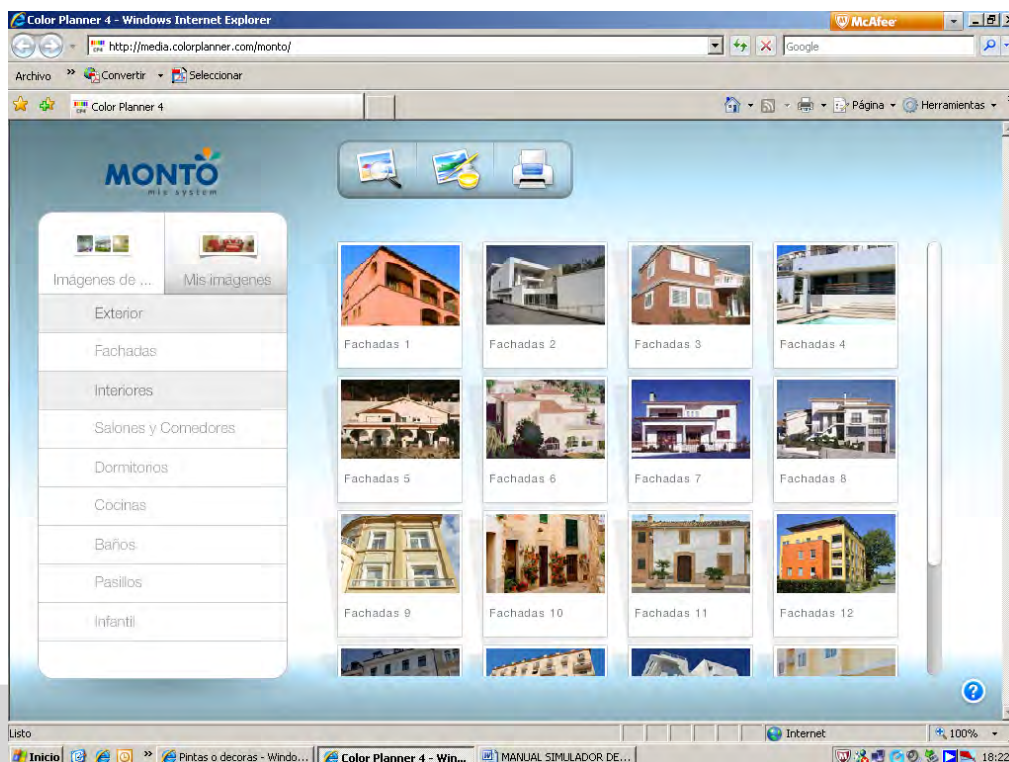 Color Planner 4 - Windows Internet Explorer
McAfee
http://media.colorplanner.com/monto/
Google
Archivo » Convertir Seleccionar
Color Planner 4
Página Herramientas
MONTÓ
mix system
Imágenes de ...
Mis imágenes
Exterior
Fachadas
Interiores
Salones y Comedores
Dormitorios
Cocinas
Baños
Pasillos
Infantil
Fachadas 1
Fachadas 2
Fachadas 3
Fachadas 4
Fachadas 5
Fachadas 6
Fachadas 7
Fachadas 8
Fachadas 9
Fachadas 10
Fachadas 11
Fachadas 12
?
Listo
Internet
100%
Inicio » Pintas o decoras - Windo... Color Planner 4 - Win... MANUAL SIMULADOR DE... 18:22